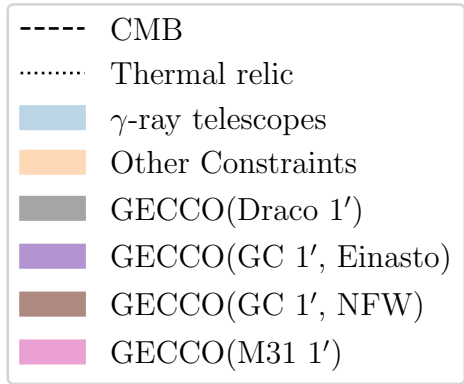 CMB
Thermal relic
γ-ray telescopes
Other Constraints
GECCO(Draco 1′)
GECCO(GC 1′, Einasto)
GECCO(GC 1′, NFW)
GECCO(M31 1′)